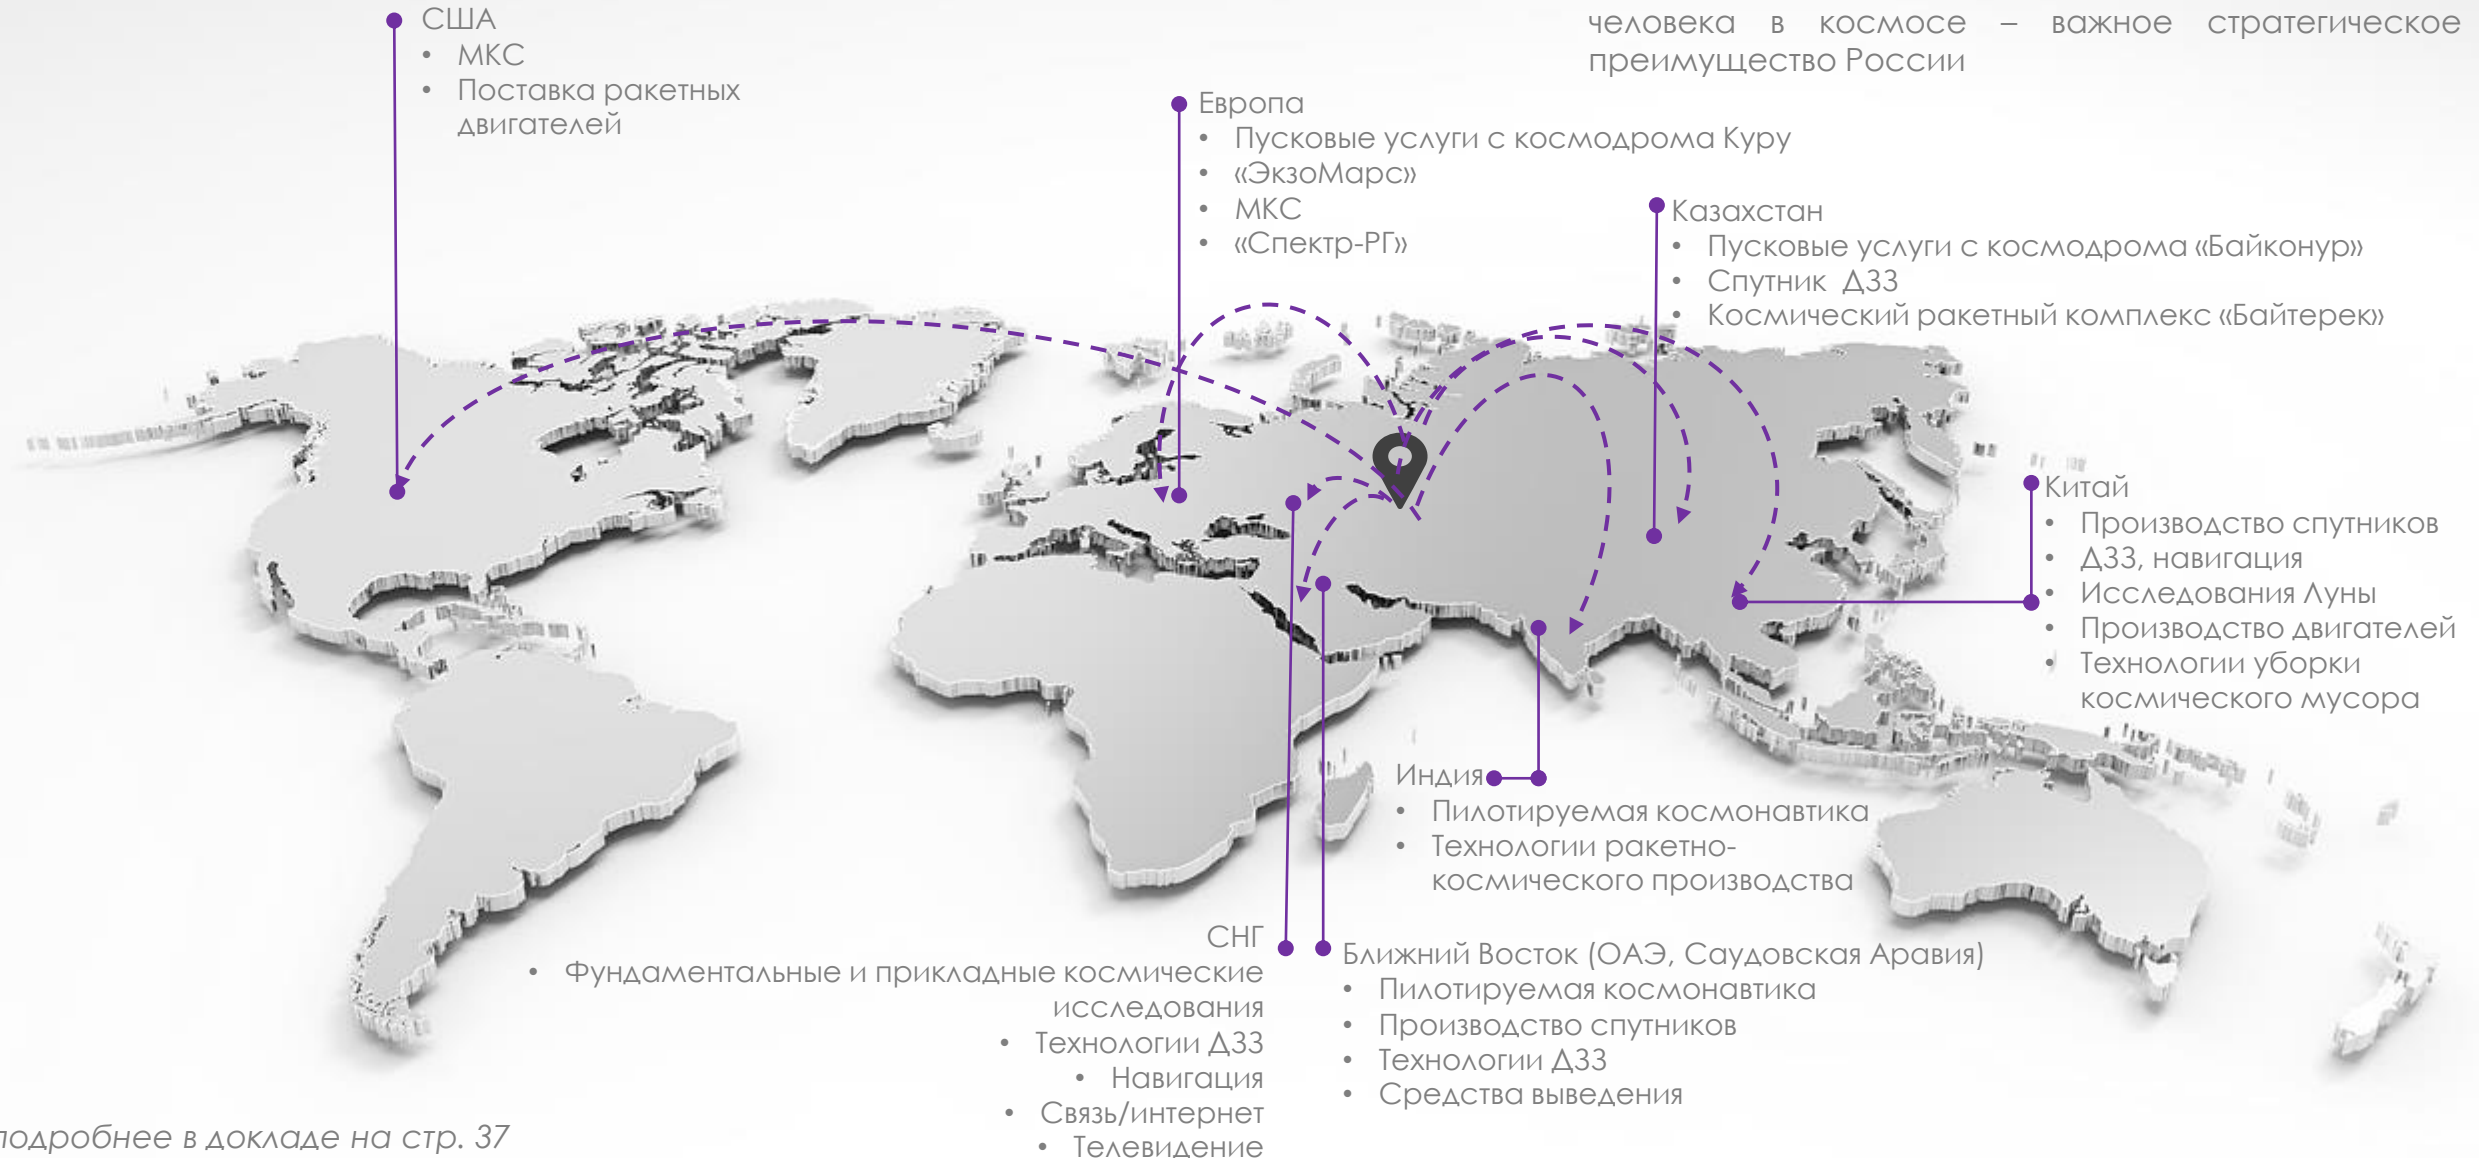 США
• МКС
• Поставка ракетных
двигателей
человека в космосе – важное стратегическое
преимущество России
Европа
• Пусковые услуги с космодрома Куру
• «ЭкзоМарс»
• МКС
• «Спектр-РГ»
Казахстан
• Пусковые услуги с космодрома «Байконур»
• Спутник ДЗЗ
• Космический ракетный комплекс «Байтерек»
Китай
• Производство спутников
• ДЗЗ, навигация
• Исследования Луны
• Производство двигателей
• Технологии уборки
космического мусора
Индия
• Пилотируемая космонавтика
• Технологии ракетно-
космического производства
СНГ
• Фундаментальные и прикладные космические
исследования
• Технологии ДЗЗ
• Навигация
• Связь/интернет
• Телевидение
Ближний Восток (ОАЭ, Саудовская Аравия)
• Пилотируемая космонавтика
• Производство спутников
• Технологии ДЗЗ
• Средства выведения
подробнее в докладе на стр. 37